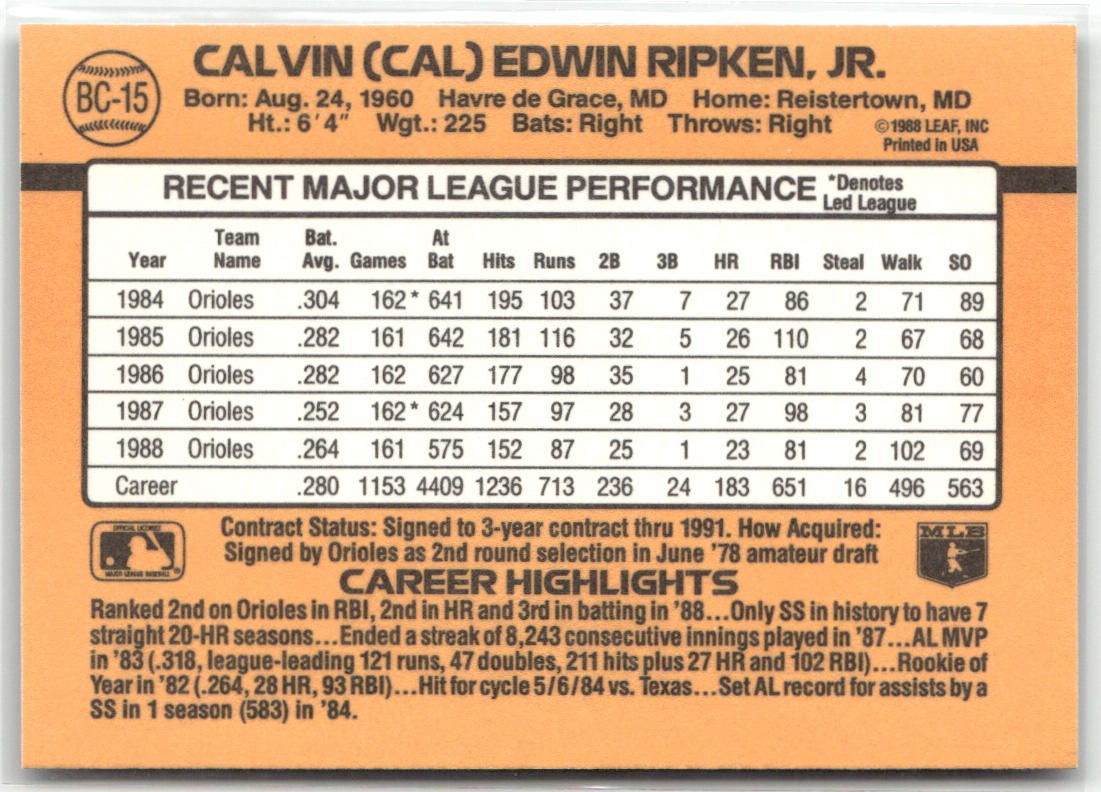 CALVIN (CAL) EDWIN RIPKEN, JR.
BC-15
Born: Aug. 24, 1960 Havre de Grace, MD Home: Reistertown, MD
Ht.: 6'4" Wgt.: 225 Bats: Right Throws: Right
©1988 LEAF, INC
Printed in USA
RECENT MAJOR LEAGUE PERFORMANCE *Denotes
Led League
Team Bat. At
Year Name Avg. Games Bat Hits Runs 2B 3B HR RBI Steal Walk SO
1984 Orioles .304 162* 641 195 103 37 7 27 86 2 71 89
1985 Orioles .282 161 642 181 116 32 5 26 110 2 67 68
1986 Orioles .282 162 627 177 98 35 1 25 81 4 70 60
1987 Orioles .252 162* 624 157 97 28 3 27 98 3 81 77
1988 Orioles .264 161 575 152 87 25 1 23 81 2 102 69
Career .280 1153 4409 1236 713 236 24 183 651 16 496 563
OFFICIAL LICENSEE
MAJOR LEAGUE BASEBALL
®
Contract Status: Signed to 3-year contract thru 1991. How Acquired:
Signed by Orioles as 2nd round selection in June '78 amateur draft
MLB
CAREER HIGHLIGHTS
Ranked 2nd on Orioles in RBI, 2nd in HR and 3rd in batting in '88...Only SS in history to have 7
straight 20-HR seasons...Ended a streak of 8,243 consecutive innings played in '87...AL MVP
in '83 (.318, league-leading 121 runs, 47 doubles, 211 hits plus 27 HR and 102 RBI)...Rookie of
Year in '82 (.264, 28 HR, 93 RBI)...Hit for cycle 5/6/84 vs. Texas...Set AL record for assists by a
SS in 1 season (583) in '84.